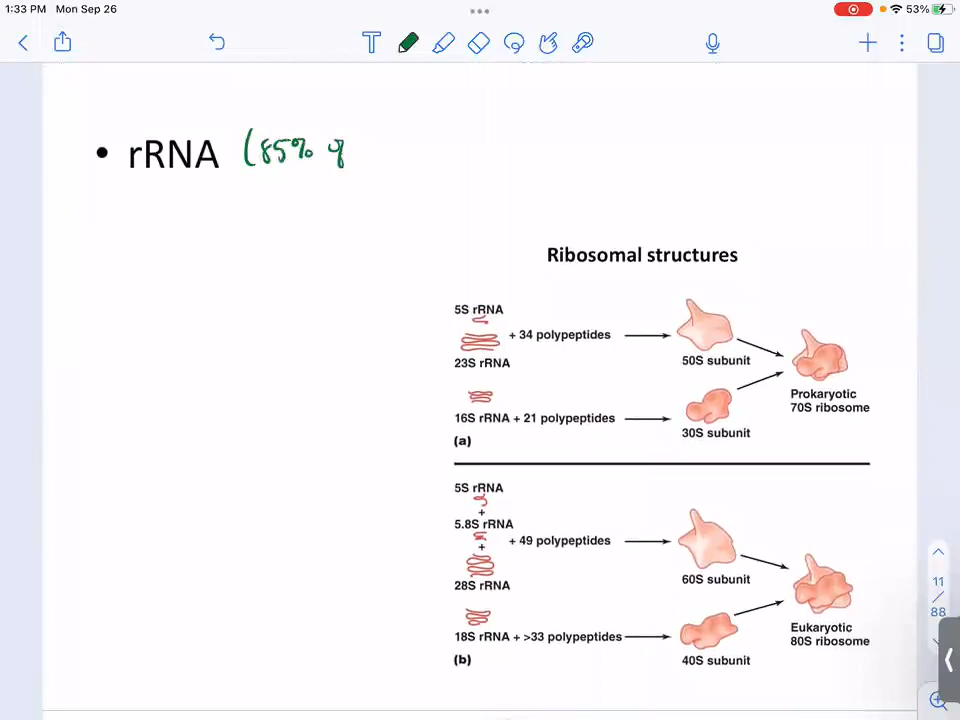 1:33 PM Mon Sep 26
53%
• rRNA (85% of
Ribosomal structures
5S rRNA
+ 34 polypeptides
23S rRNA
50S subunit
Prokaryotic
70S ribosome
16S rRNA + 21 polypeptides
30S subunit
(a)
5S rRNA
+
5.8S rRNA
+
+ 49 polypeptides
28S rRNA
60S subunit
Eukaryotic
80S ribosome
18S rRNA + >33 polypeptides
40S subunit
(b)
11
/
88